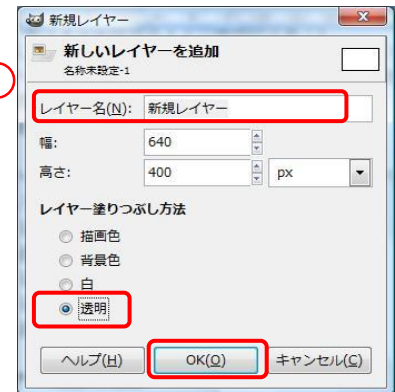 新規レイヤー
新しいレイヤーを追加
名称未設定-1
レイヤー名(N): 新規レイヤー
幅: 640
高さ: 400 px
レイヤー塗りつぶし方法
描画色
背景色
白
透明
ヘルプ(H) OK(O) キャンセル(C)